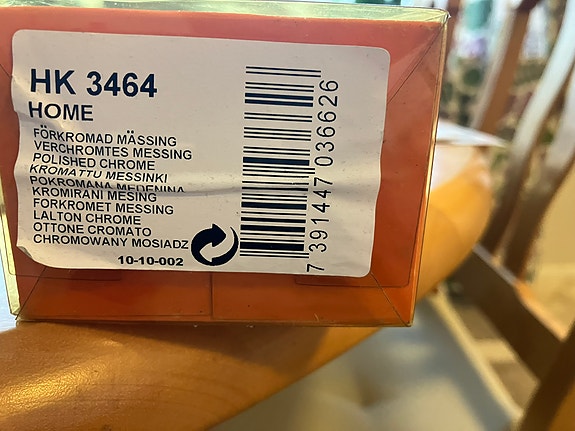 HK 3464
HOME
FÖRKROMAD MÄSSING
VERCHROMTES MESSING
POLISHED CHROME
KROMATTU MESSINKI
POKROMANA MEDENINA
KROMIRANI MESING
FORKROMET MESSING
LALTON CHROME
OTTONE CROMATO
CHROMOWANY MOSIADZ
10-10-002
7 391447 036626